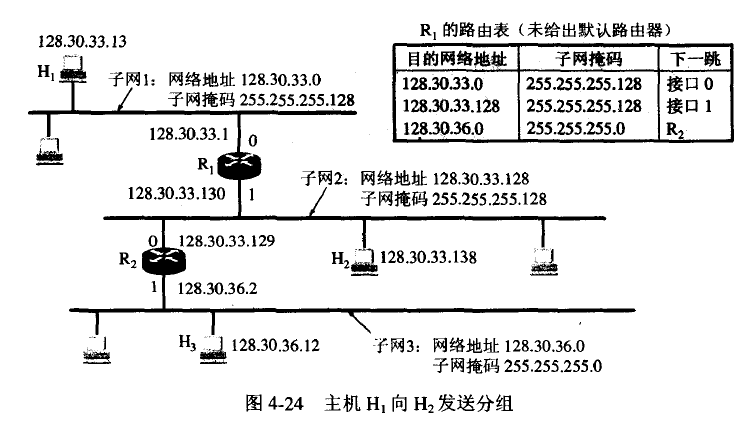 R₁ 的路由表（未给出默认路由器）
目的网络地址 子网掩码 下一跳
128.30.33.0 255.255.255.128 接口 0
128.30.33.128 255.255.255.128 接口 1
128.30.36.0 255.255.255.0 R₂
128.30.33.13
H₁
子网1：网络地址 128.30.33.0
子网掩码 255.255.255.128
128.30.33.1 0
R₁
128.30.33.130 1
子网2：网络地址 128.30.33.128
子网掩码 255.255.255.128
0 128.30.33.129
R₂
H₂ 128.30.33.138
1 128.30.36.2
H₃ 128.30.36.12
子网3：网络地址 128.30.36.0
子网掩码 255.255.255.0
图 4-24 主机 H₁ 向 H₂ 发送分组